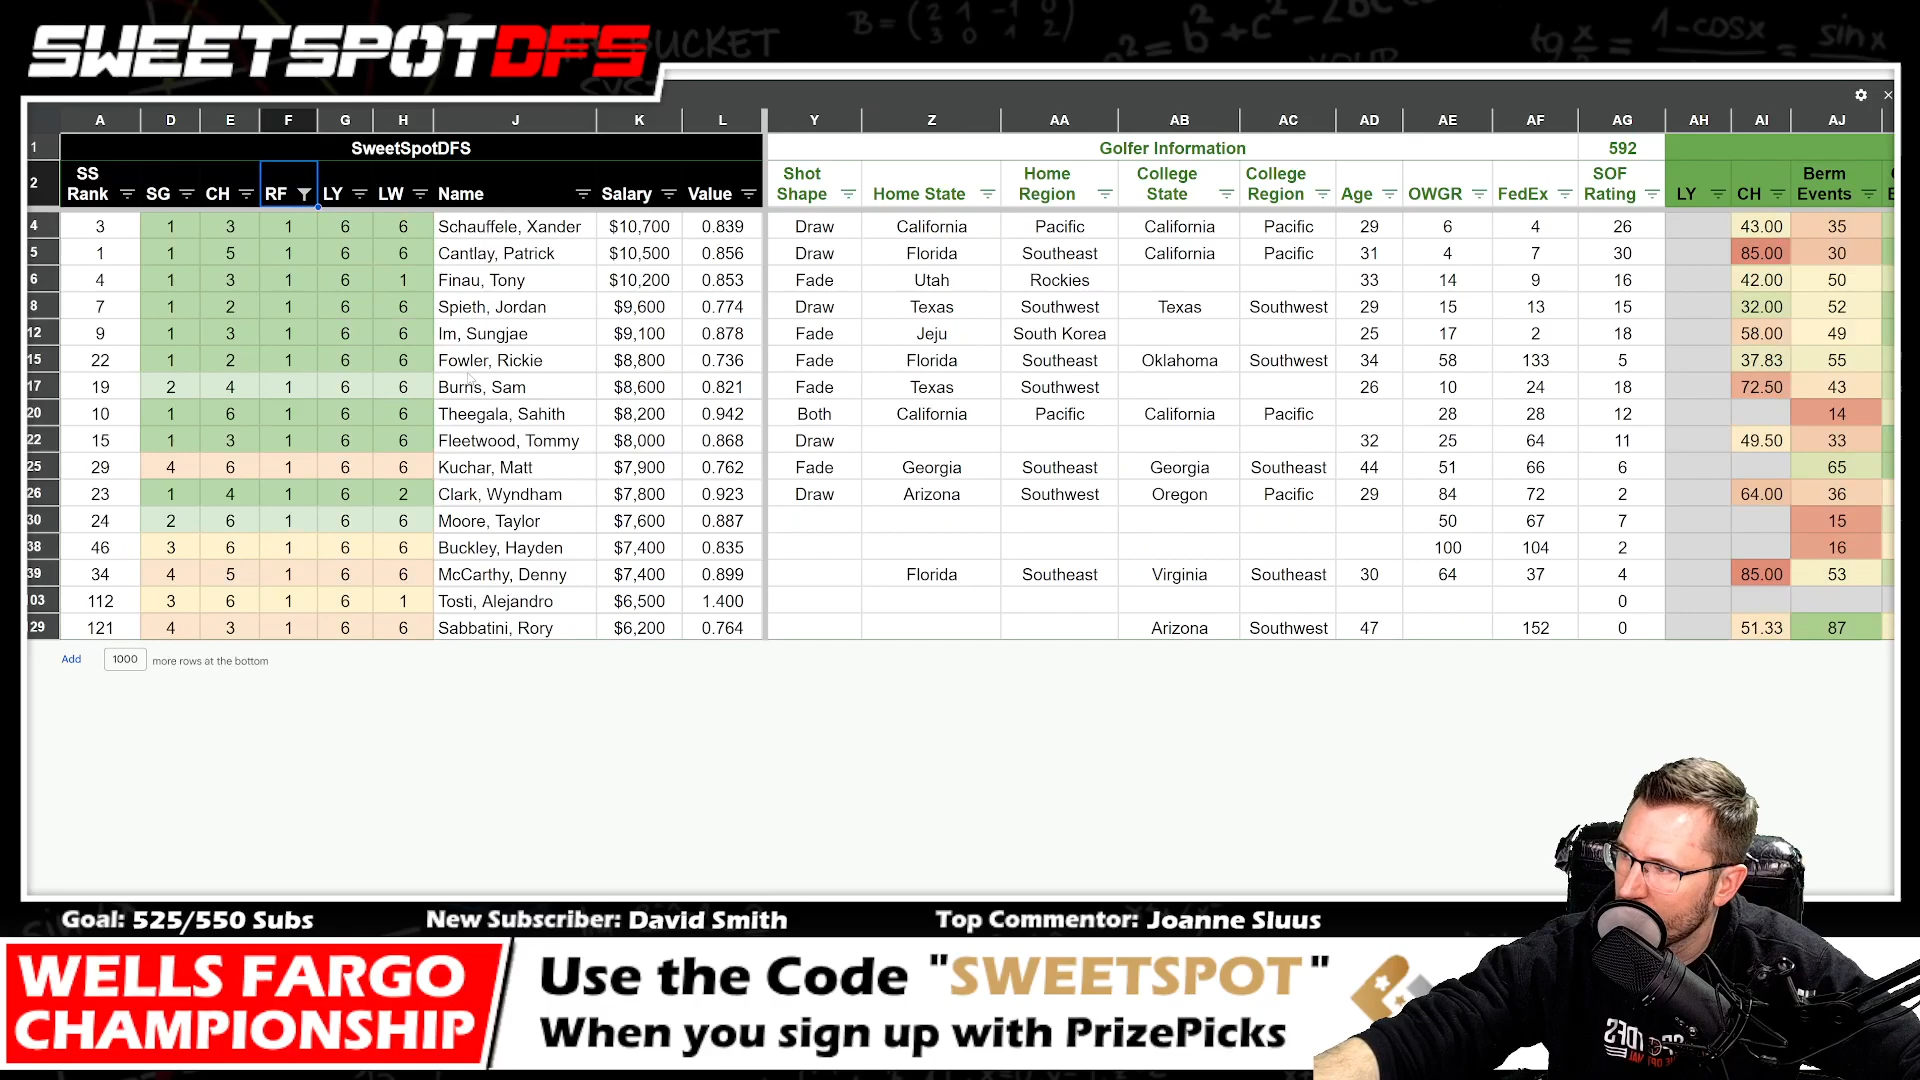 SWEETSPOTDFS
A D E F G H J K L Y Z AA AB AC AD AE AF AG AH AI AJ
1 SweetSpotDFS Golfer Information 592
2 SS Rank SG CH RF LY LW Name Salary Value Shot Shape Home State Home Region College State College Region Age OWGR FedEx SOF Rating LY CH Berm Events
4 3 1 3 1 6 6 Schauffele, Xander $10,700 0.839 Draw California Pacific California Pacific 29 6 4 26 43.00 35
5 1 1 5 1 6 6 Cantlay, Patrick $10,500 0.856 Draw Florida Southeast California Pacific 31 4 7 30 85.00 30
6 4 1 3 1 6 1 Finau, Tony $10,200 0.853 Fade Utah Rockies 33 14 9 16 42.00 50
8 7 1 2 1 6 6 Spieth, Jordan $9,600 0.774 Draw Texas Southwest Texas Southwest 29 15 13 15 32.00 52
12 9 1 3 1 6 6 Im, Sungjae $9,100 0.878 Fade Jeju South Korea 25 17 2 18 58.00 49
15 22 1 2 1 6 6 Fowler, Rickie $8,800 0.736 Fade Florida Southeast Oklahoma Southwest 34 58 133 5 37.83 55
17 19 2 4 1 6 6 Burns, Sam $8,600 0.821 Fade Texas Southwest 26 10 24 18 72.50 43
20 10 1 6 1 6 6 Theegala, Sahith $8,200 0.942 Both California Pacific California Pacific 28 28 12 14
22 15 1 3 1 6 6 Fleetwood, Tommy $8,000 0.868 Draw 32 25 64 11 49.50 33
25 29 4 6 1 6 6 Kuchar, Matt $7,900 0.762 Fade Georgia Southeast Georgia Southeast 44 51 66 6 65
26 23 1 4 1 6 2 Clark, Wyndham $7,800 0.923 Draw Arizona Southwest Oregon Pacific 29 84 72 2 64.00 36
30 24 2 6 1 6 6 Moore, Taylor $7,600 0.887 50 67 7 15
38 46 3 6 1 6 6 Buckley, Hayden $7,400 0.835 100 104 2 16
39 34 4 5 1 6 6 McCarthy, Denny $7,400 0.899 Florida Southeast Virginia Southeast 30 64 37 4 85.00 53
03 112 3 6 1 6 1 Tosti, Alejandro $6,500 1.400 0
29 121 4 3 1 6 6 Sabbatini, Rory $6,200 0.764 Arizona Southwest 47 152 0 51.33 87
Add 1000 more rows at the bottom
Goal: 525/550 Subs New Subscriber: David Smith Top Commentor: Joanne Sluus
WELLS FARGO
CHAMPIONSHIP
Use the Code "SWEETSPOT"
When you sign up with PrizePicks